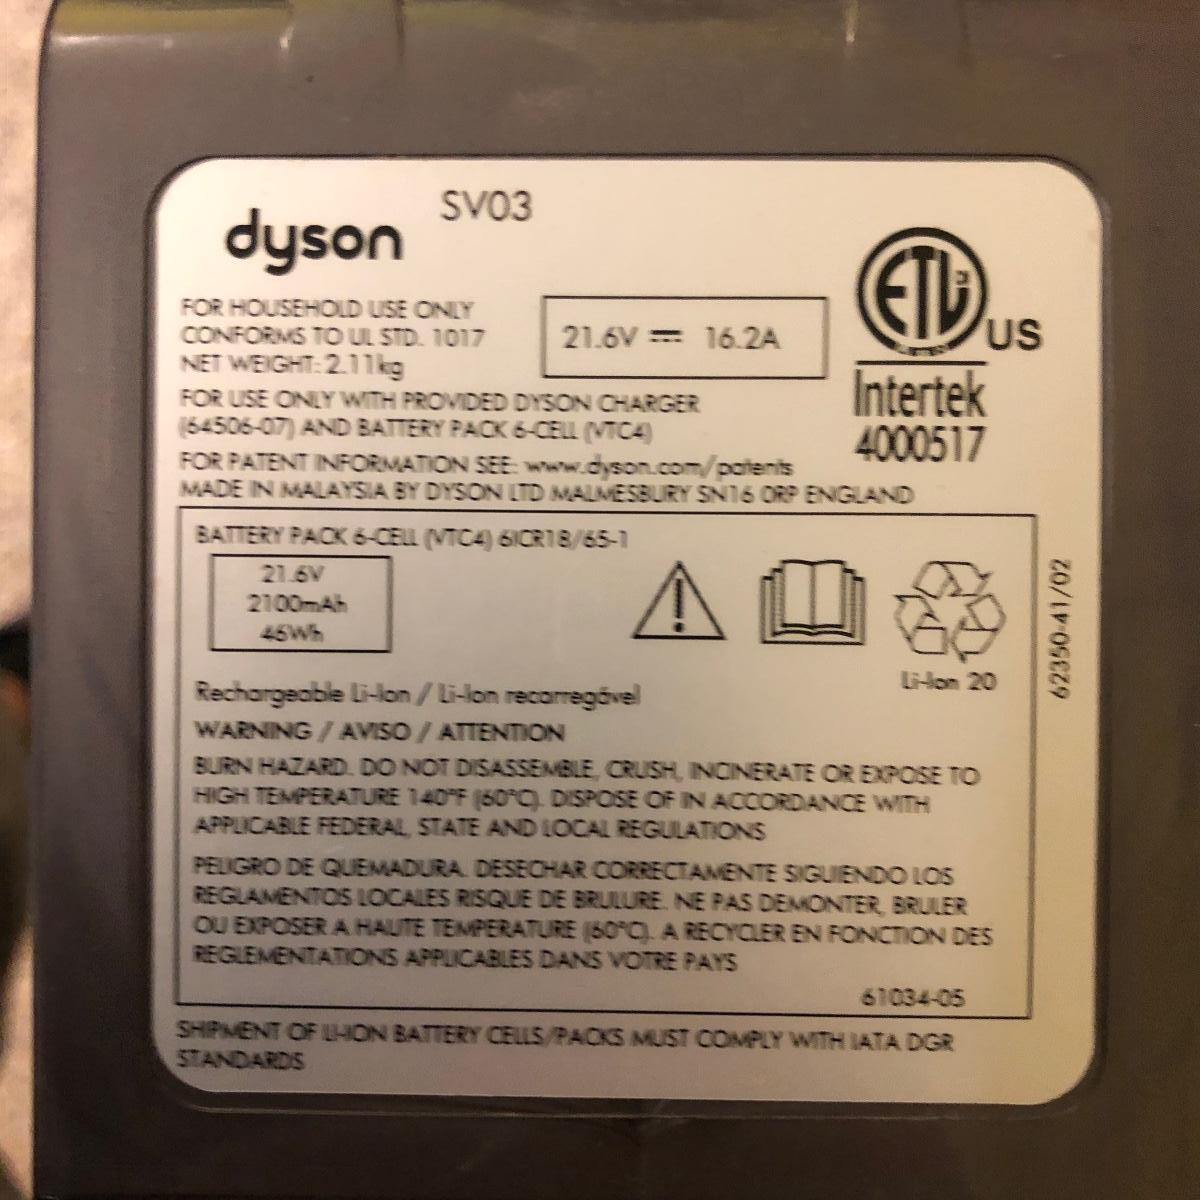 dyson
SV03
FOR HOUSEHOLD USE ONLY
CONFORMS TO UL STD. 1017
NET WEIGHT: 2.11kg
21.6V ⎓ 16.2A
ETL
US
Intertek
4000517
FOR USE ONLY WITH PROVIDED DYSON CHARGER
(64506-07) AND BATTERY PACK 6-CELL (VTC4)
FOR PATENT INFORMATION SEE: www.dyson.com/patents
MADE IN MALAYSIA BY DYSON LTD MALMESBURY SN16 0RP ENGLAND
BATTERY PACK 6-CELL (VTC4) 6ICR18/65-1
21.6V
2100mAh
46Wh
Li-Ion 20
62350-41/02
Rechargeable Li-Ion / Li-Ion recarregável
WARNING / AVISO / ATTENTION
BURN HAZARD. DO NOT DISASSEMBLE, CRUSH, INCINERATE OR EXPOSE TO
HIGH TEMPERATURE 140°F (60°C). DISPOSE OF IN ACCORDANCE WITH
APPLICABLE FEDERAL, STATE AND LOCAL REGULATIONS
PELIGRO DE QUEMADURA. DESECHAR CORRECTAMENTE SIGUIENDO LOS
REGLAMENTOS LOCALES RISQUE DE BRULURE. NE PAS DEMONTER, BRULER
OU EXPOSER A HAUTE TEMPERATURE (60°C). A RECYCLER EN FONCTION DES
REGLEMENTATIONS APPLICABLES DANS VOTRE PAYS
61034-05
SHIPMENT OF LI-ION BATTERY CELLS/PACKS MUST COMPLY WITH IATA DGR
STANDARDS